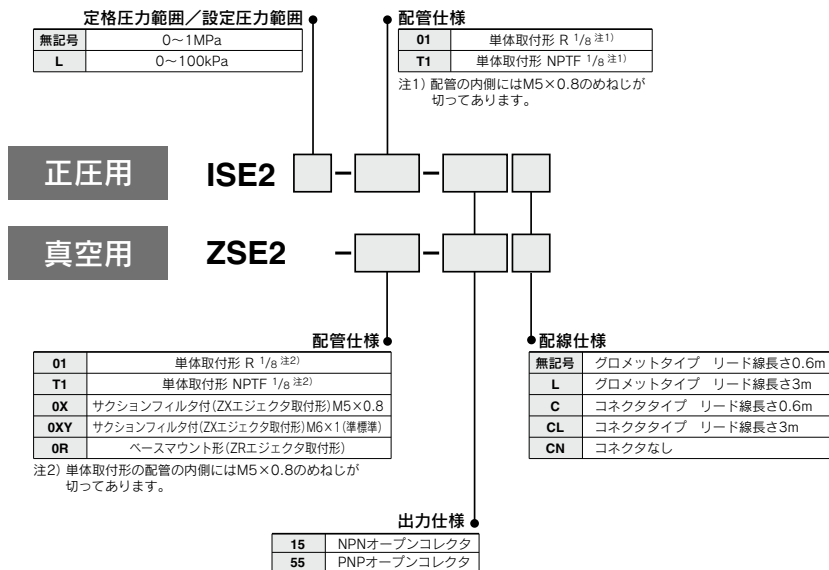 定格圧力範囲／設定圧力範囲
無記号 0～1MPa
L 0～100kPa
配管仕様
01 単体取付形 R 1/8 注1)
T1 単体取付形 NPTF 1/8 注1)
注1) 配管の内側にはM5×0.8のめねじが
切ってあります。
正圧用 ISE2 - -
真空用 ZSE2 - -
配管仕様
01 単体取付形 R 1/8 注2)
T1 単体取付形 NPTF 1/8 注2)
0X サクションフィルタ付(ZXエジェクタ取付形)M5×0.8
0XY サクションフィルタ付(ZXエジェクタ取付形)M6×1(準標準)
0R ベースマウント形(ZRエジェクタ取付形)
注2) 単体取付形の配管の内側にはM5×0.8のめねじが
切ってあります。
配線仕様
無記号 グロメットタイプ リード線長さ0.6m
L グロメットタイプ リード線長さ3m
C コネクタタイプ リード線長さ0.6m
CL コネクタタイプ リード線長さ3m
CN コネクタなし
出力仕様
15 NPNオープンコレクタ
55 PNPオープンコレクタ